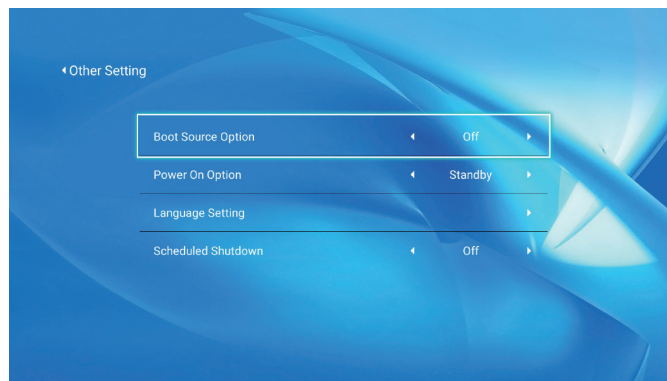 Other Setting
Boot Source Option Off
Power On Option Standby
Language Setting
Scheduled Shutdown Off